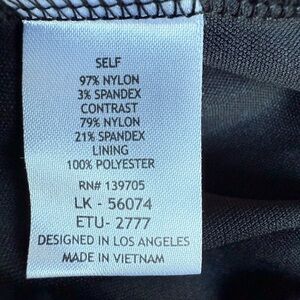 SELF
97% NYLON
3% SPANDEX
CONTRAST
79% NYLON
21% SPANDEX
LINING
100% POLYESTER
RN# 139705
LK - 56074
ETU- 2777
DESIGNED IN LOS ANGELES
MADE IN VIETNAM